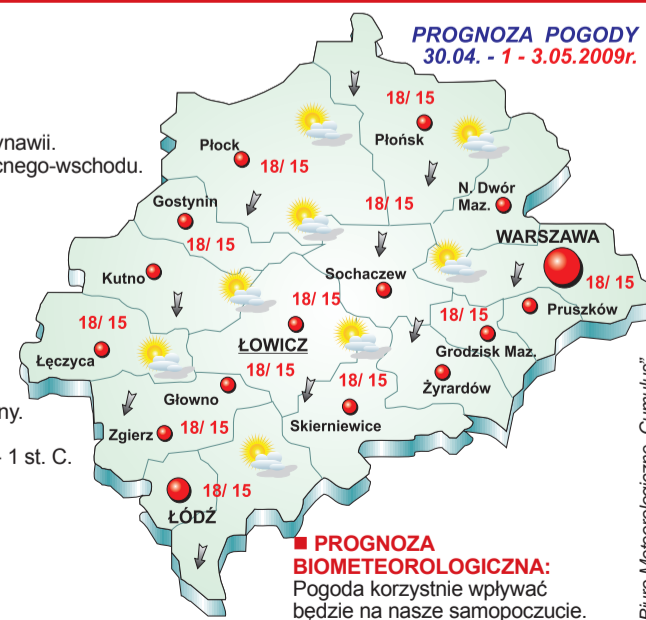 PROGNOZA POGODY
30.04. - 1 - 3.05.2009r.
cnego-wschodu.
18/ 15
Płońsk
Płock
18/ 15
N. Dwór
Maz.
Gostynin
18/ 15
18/ 15
WARSZAWA
18/ 15
Kutno
Sochaczew
18/ 15
Pruszków
18/ 15
18/ 15
Łęczyca
ŁOWICZ
Grodzisk Maz.
18/ 15
18/ 15
Żyrardów
Głowno
ny.
Zgierz
18/ 15
Skierniewice
1 st. C.
18/ 15
ŁÓDŹ
■ PROGNOZA
BIOMETEOROLOGICZNA:
Pogoda korzystnie wpływać
będzie na nasze samopoczucie.
Biuro Meteorologiczne „Cumulus”